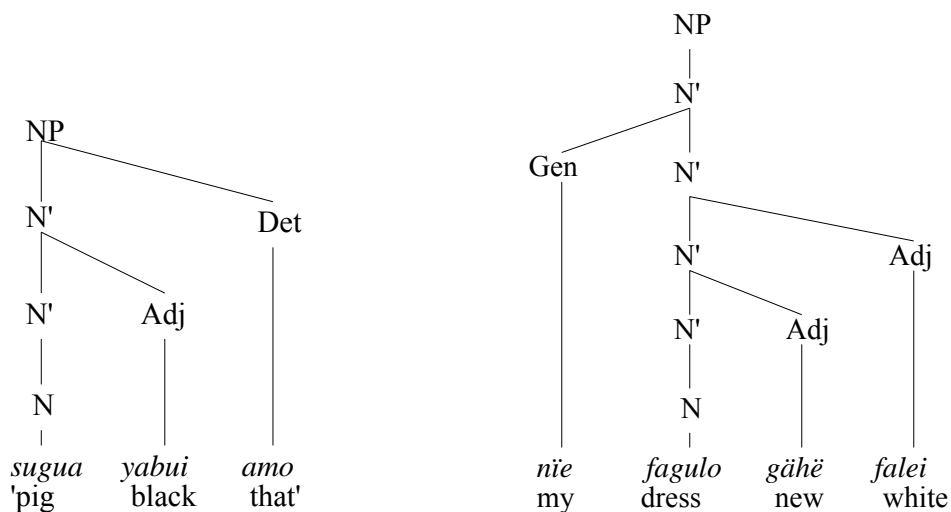 NP
N' Det
N' Adj
N
sugua yabui amo
'pig black that'
NP
N'
Gen N'
N' Adj
N' Adj
N
nïe fagulo gähë falei
my dress new white